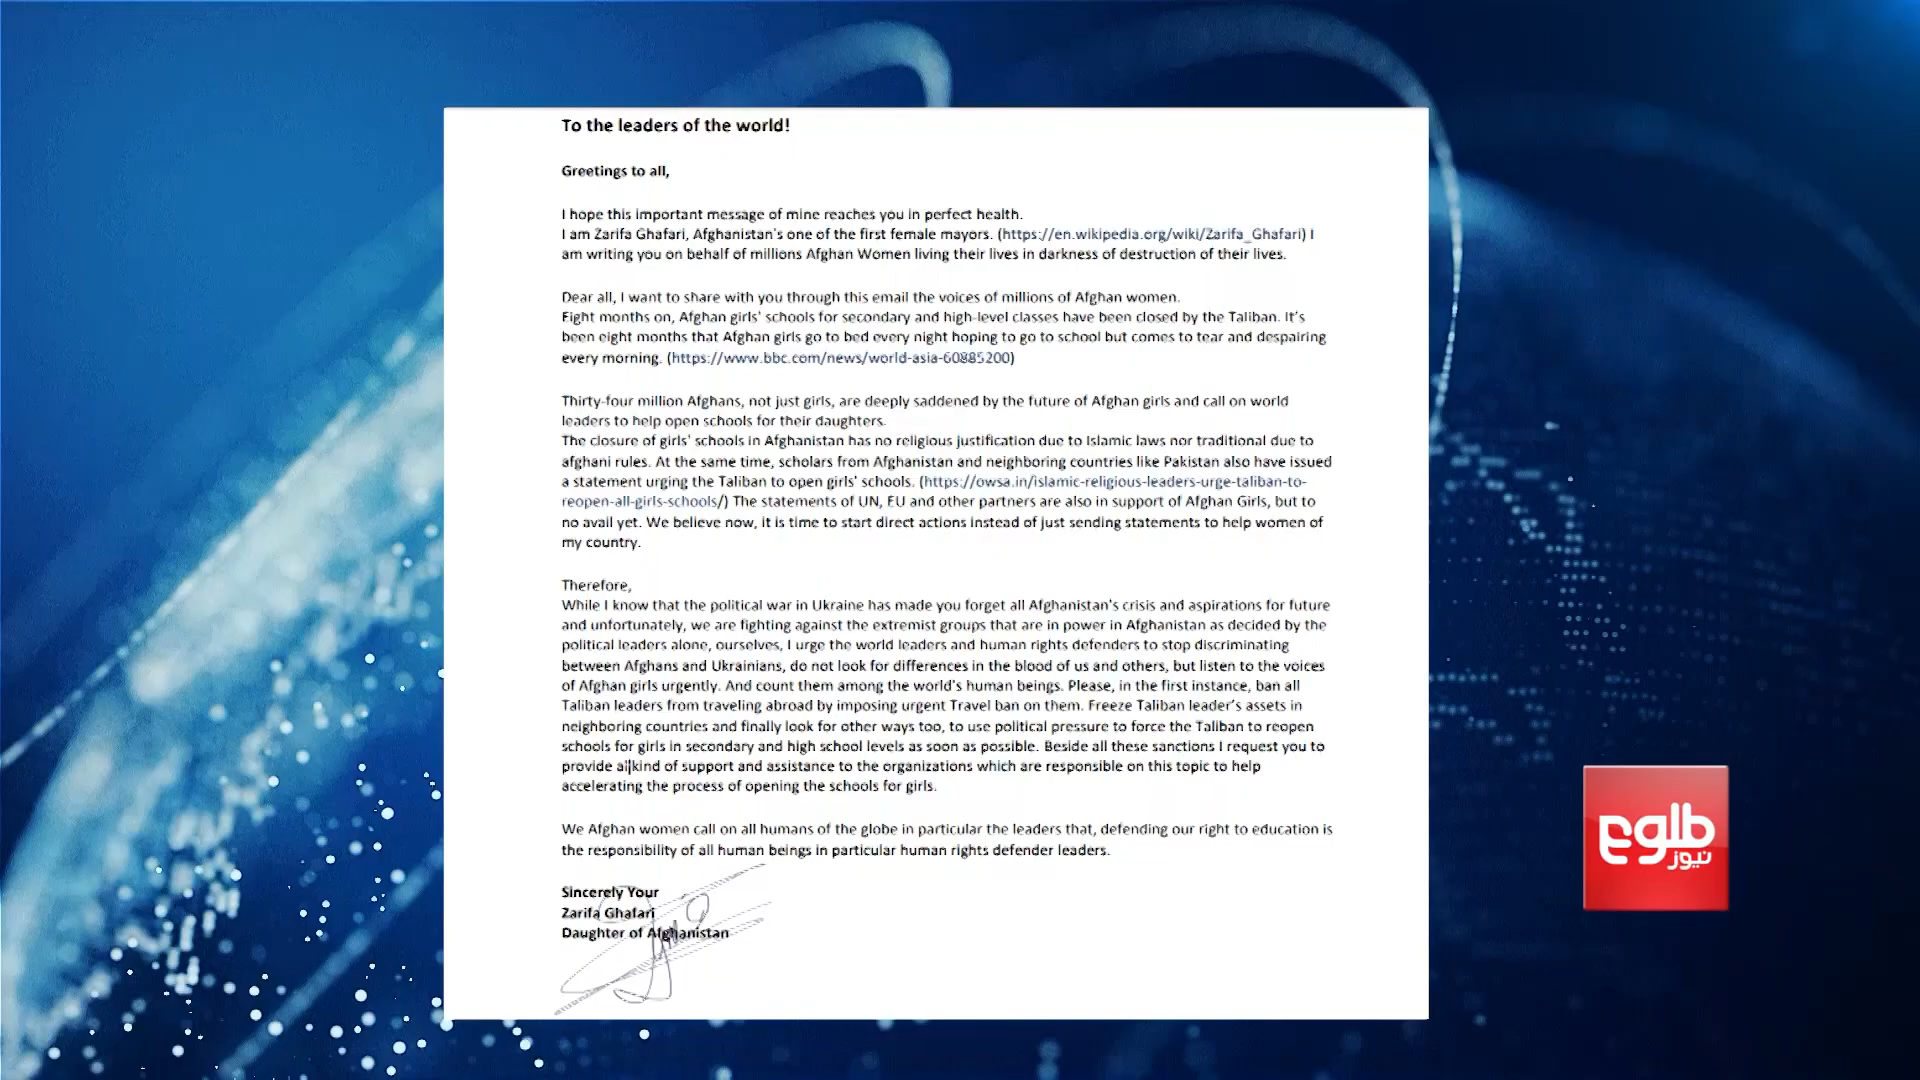 To the leaders of the world!
Greetings to all,
I hope this important message of mine reaches you in perfect health.
I am Zarifa Ghafari, Afghanistan's one of the first female mayors. (https://en.wikipedia.org/wiki/Zarifa_Ghafari) I
am writing you on behalf of millions Afghan Women living their lives in darkness of destruction of their lives.
Dear all, I want to share with you through this email the voices of millions of Afghan women.
Eight months on, Afghan girls' schools for secondary and high-level classes have been closed by the Taliban. It's
been eight months that Afghan girls go to bed every night hoping to go to school but comes to tear and despairing
every morning. (https://www.bbc.com/news/world-asia-60885200)
Thirty-four million Afghans, not just girls, are deeply saddened by the future of Afghan girls and call on world
leaders to help open schools for their daughters.
The closure of girls' schools in Afghanistan has no religious justification due to Islamic laws nor traditional due to
afghani rules. At the same time, scholars from Afghanistan and neighboring countries like Pakistan also have issued
a statement urging the Taliban to open girls' schools. (https://owsa.in/islamic-religious-leaders-urge-taliban-to-
reopen-all-girls-schools/) The statements of UN, EU and other partners are also in support of Afghan Girls, but to
no avail yet. We believe now, it is time to start direct actions instead of just sending statements to help women of
my country.
Therefore,
While I know that the political war in Ukraine has made you forget all Afghanistan's crisis and aspirations for future
and unfortunately, we are fighting against the extremist groups that are in power in Afghanistan as decided by the
political leaders alone, ourselves, I urge the world leaders and human rights defenders to stop discriminating
between Afghans and Ukrainians, do not look for differences in the blood of us and others, but listen to the voices
of Afghan girls urgently. And count them among the world's human beings. Please, in the first instance, ban all
Taliban leaders from traveling abroad by imposing urgent Travel ban on them. Freeze Taliban leader's assets in
neighboring countries and finally look for other ways too, to use political pressure to force the Taliban to reopen
schools for girls in secondary and high school levels as soon as possible. Beside all these sanctions I request you to
provide all kind of support and assistance to the organizations which are responsible on this topic to help
accelerating the process of opening the schools for girls.
We Afghan women call on all humans of the globe in particular the leaders that, defending our right to education is
the responsibility of all human beings in particular human rights defender leaders.
Sincerely Your
Zarifa Ghafari
Daughter of Afghanistan
طلوع
نیوز